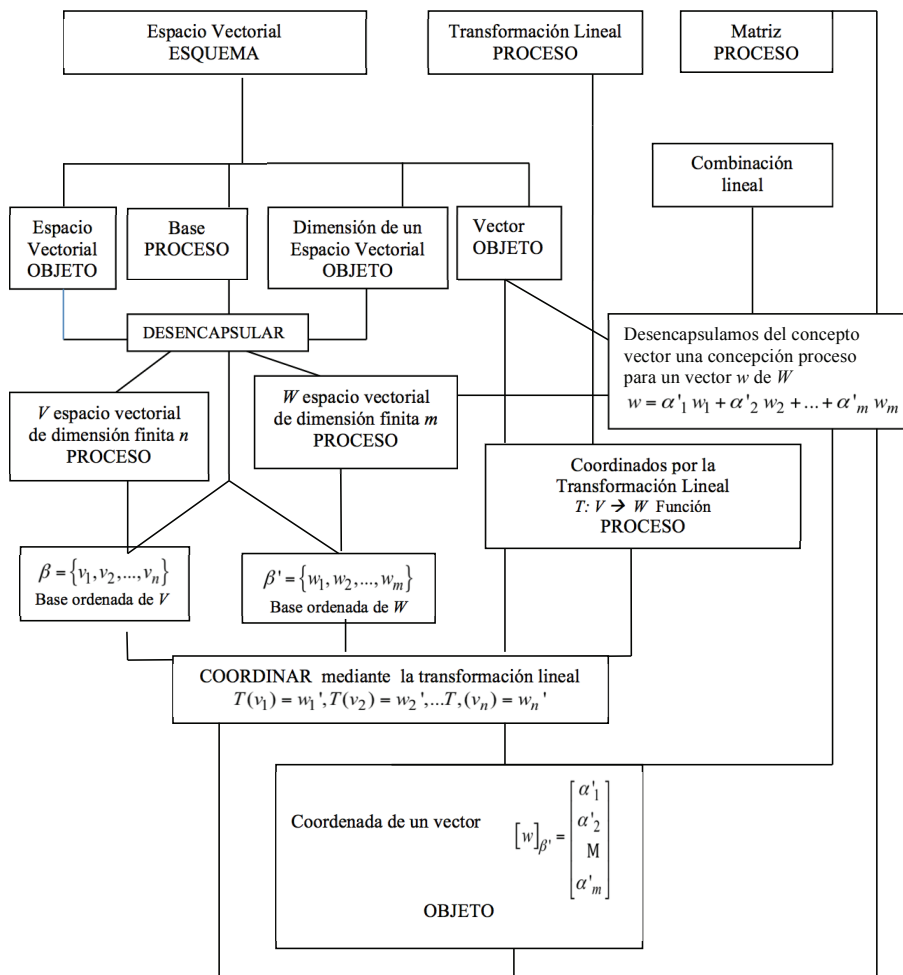 Espacio Vectorial
ESQUEMA
Transformación Lineal
PROCESO
Matriz
PROCESO
Combinación
lineal
Espacio
Vectorial
OBJETO
Base
PROCESO
Dimensión de un
Espacio Vectorial
OBJETO
Vector
OBJETO
DESENCAPSULAR
Desencapsulamos del concepto
vector una concepción proceso
para un vector w de W
w = α'₁ w₁ + α'₂ w₂ + ... + α'ₘ wₘ
V espacio vectorial
de dimensión finita n
PROCESO
W espacio vectorial
de dimensión finita m
PROCESO
Coordinados por la
Transformación Lineal
T: V → W Función
PROCESO
β = {v₁, v₂, ..., vₙ}
Base ordenada de V
β' = {w₁, w₂, ..., wₘ}
Base ordenada de W
COORDINAR mediante la transformación lineal
T(v₁) = w₁', T(v₂) = w₂', ...T, (vₙ) = wₙ'
Coordenada de un vector
[w]β' =
α'₁
α'₂
M
α'ₘ
OBJETO